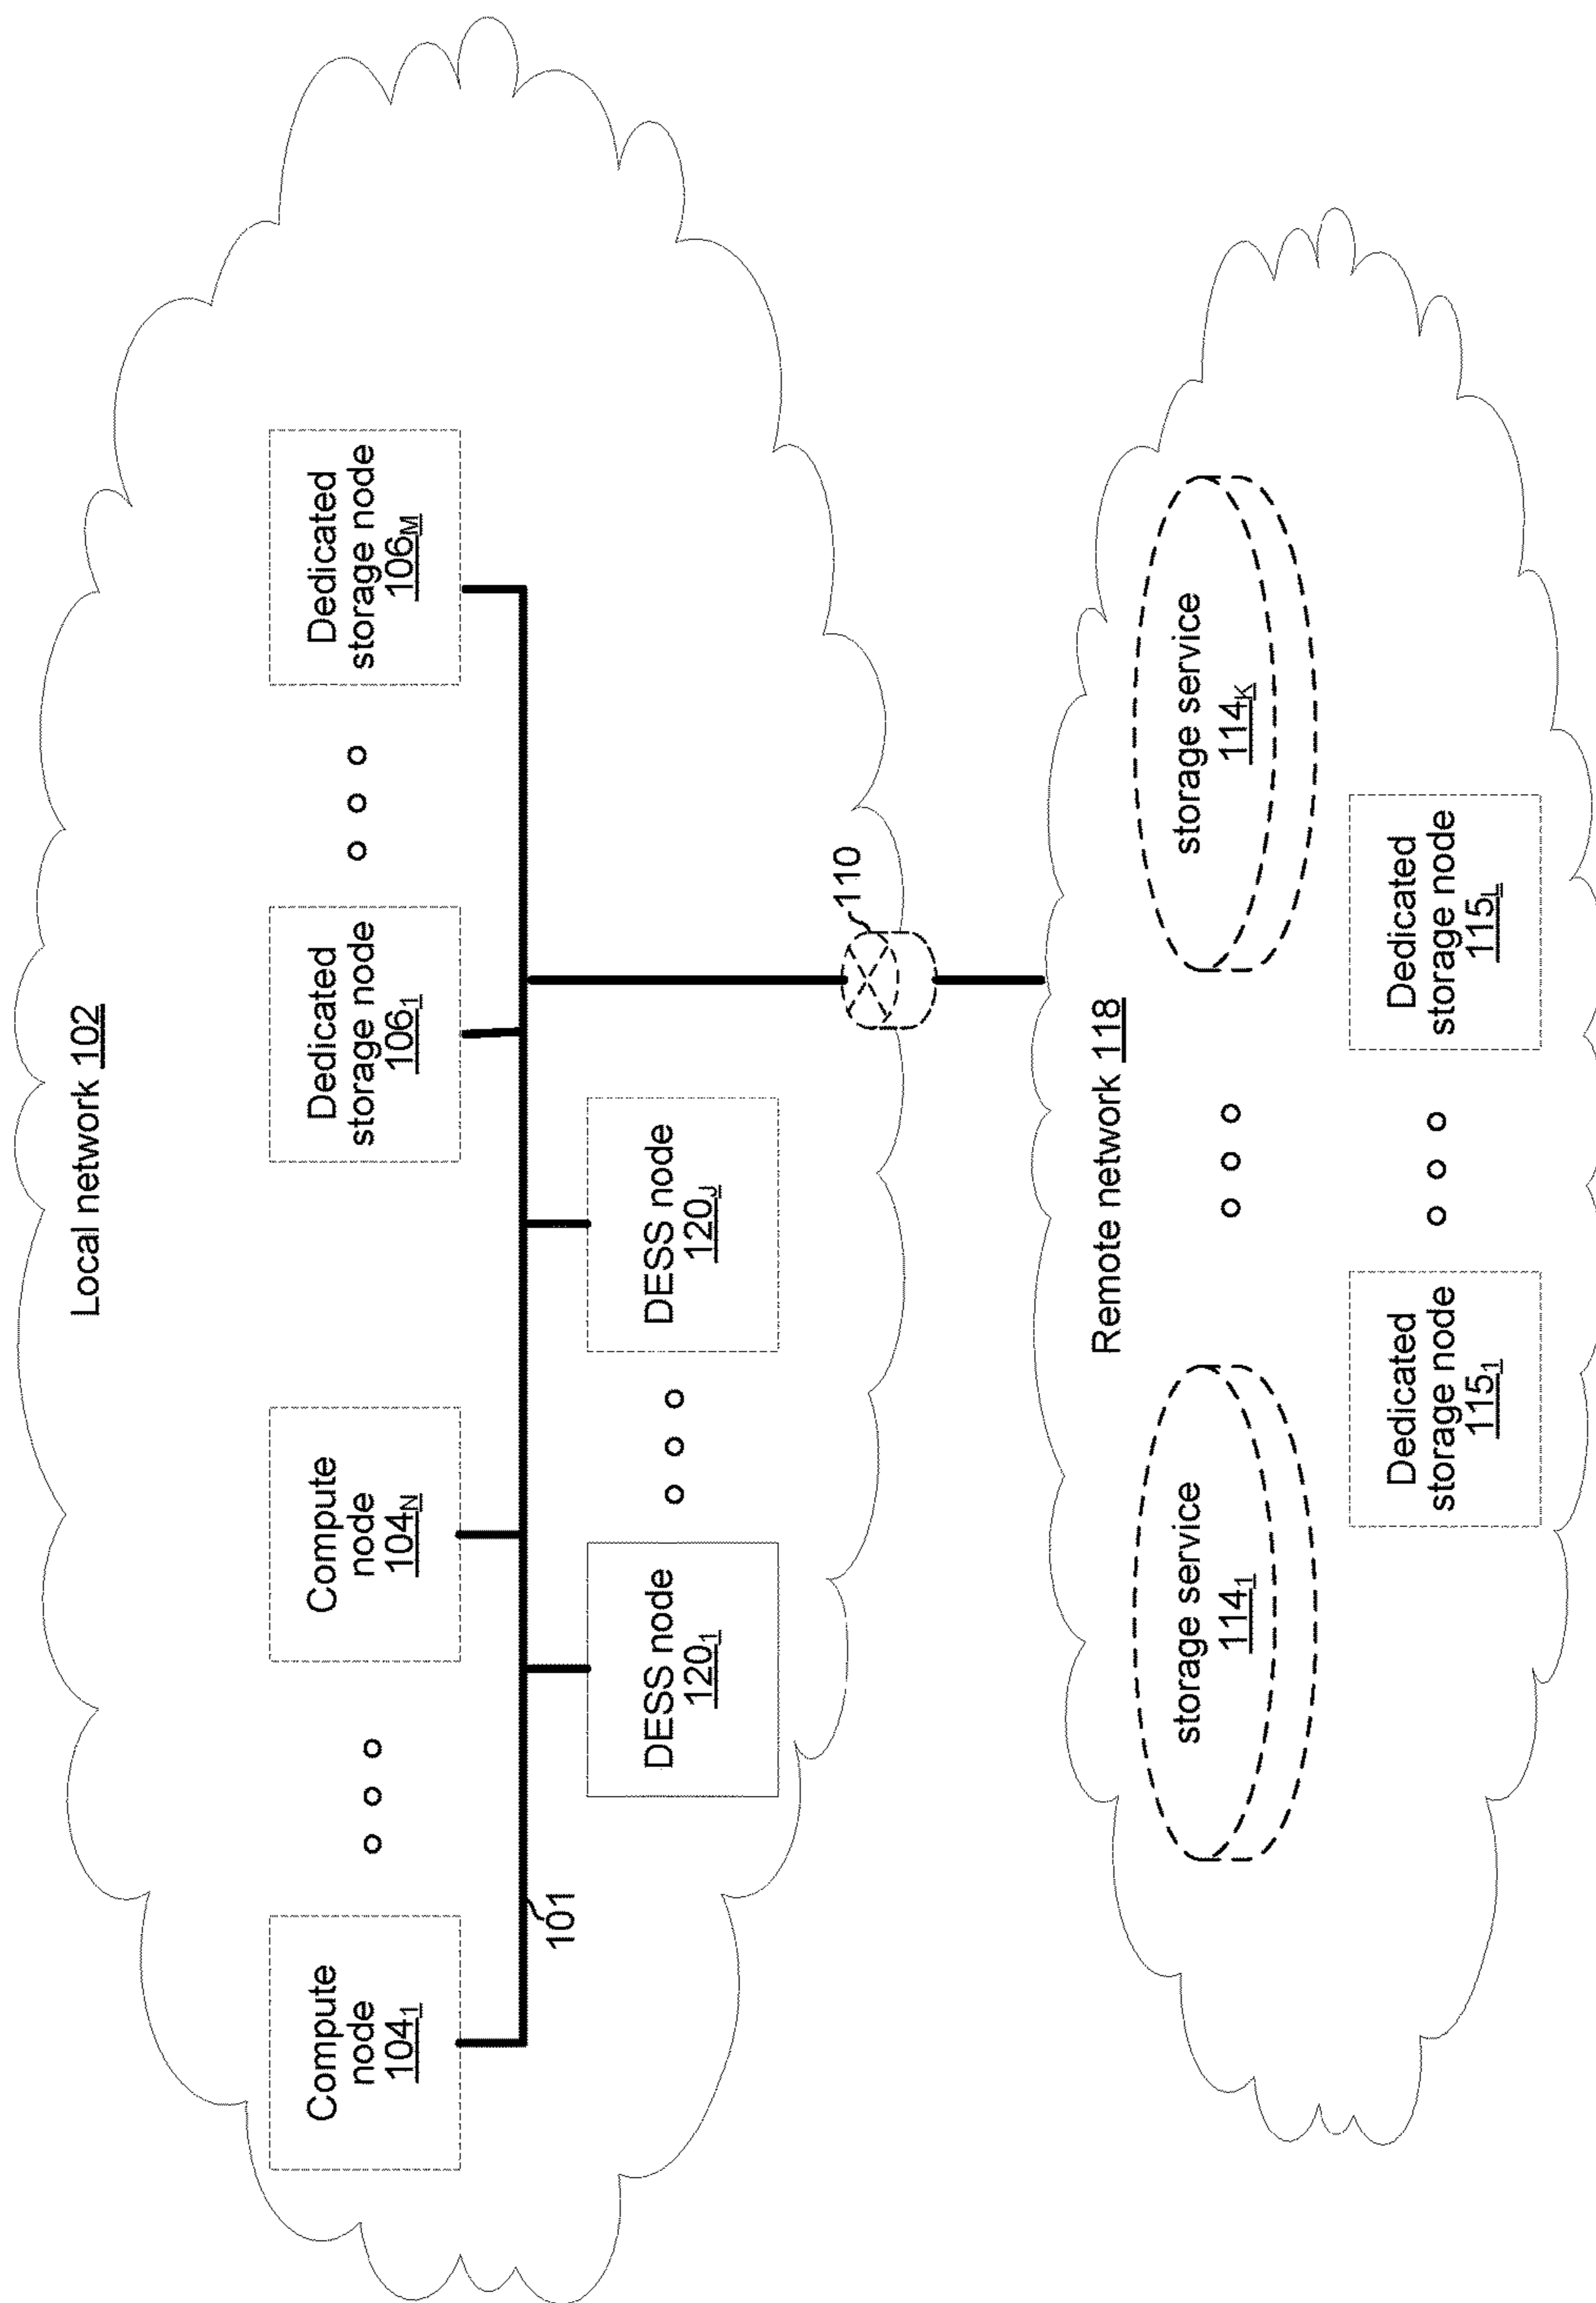 Local network 102
Compute
node
104₁
Compute
node
104N
Dedicated
storage node
106₁
Dedicated
storage node
106M
101
DESS node
120₁
DESS node
120J
110
Remote network 118
storage service
114₁
storage service
114K
Dedicated
storage node
115₁
Dedicated
storage node
115L